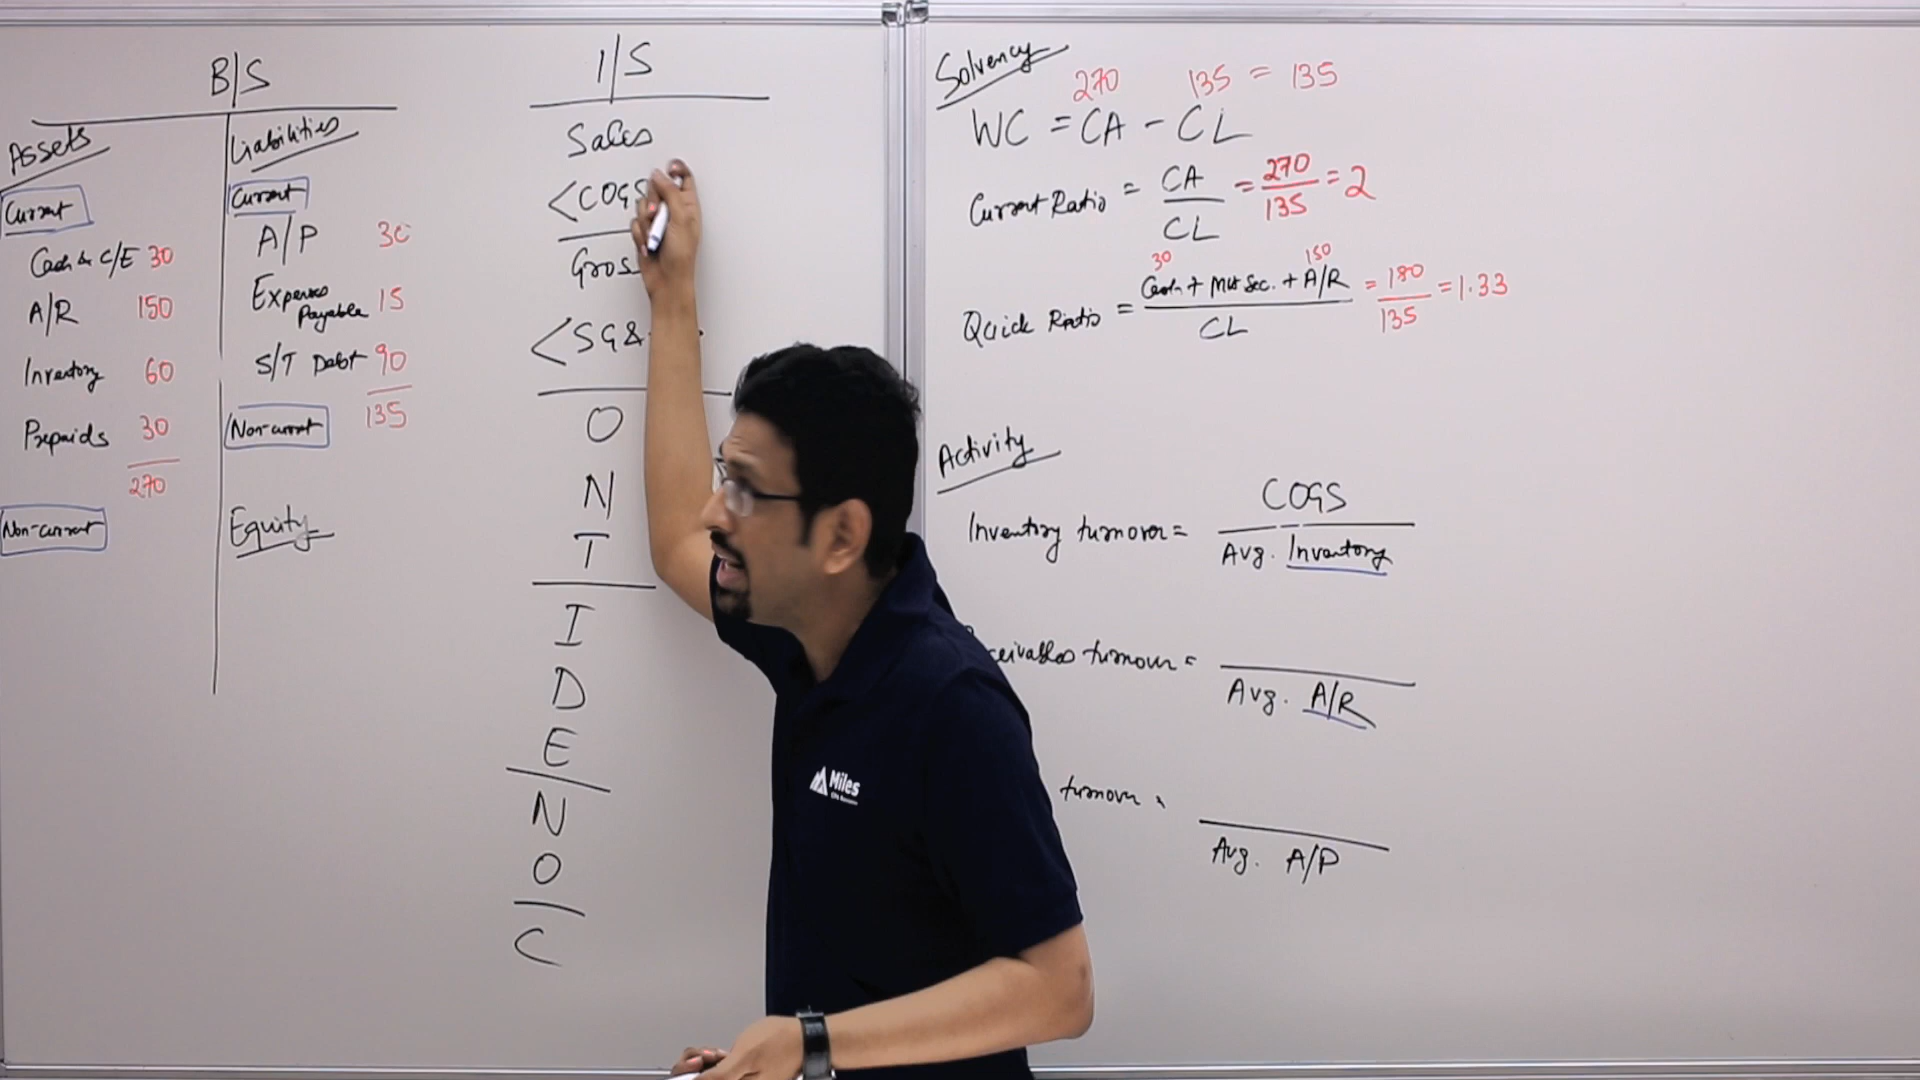 B/S
Assets
Current
Cash & C/E 30
A/R 150
Inventory 60
Prepaids 30
270
Non-current
Liabilities
Current
A/P 30
Expenses
Payable 15
S/T Debt 90
135
Non-current
Equity
I/S
Sales
<COGS
Gros
<SG&
O
N
T
I
D
E
N
O
C
Solvency
270 135 = 135
WC = CA - CL
Current Ratio = CA = 270 = 2
CL 135
30 150
Quick Ratio = Cash + Mkt Sec. + A/R = 180 = 1.33
CL 135
Activity
Inventory turnover = COGS
Avg. Inventory
turnover =
Avg. A/R
turnover =
Avg. A/P
Miles